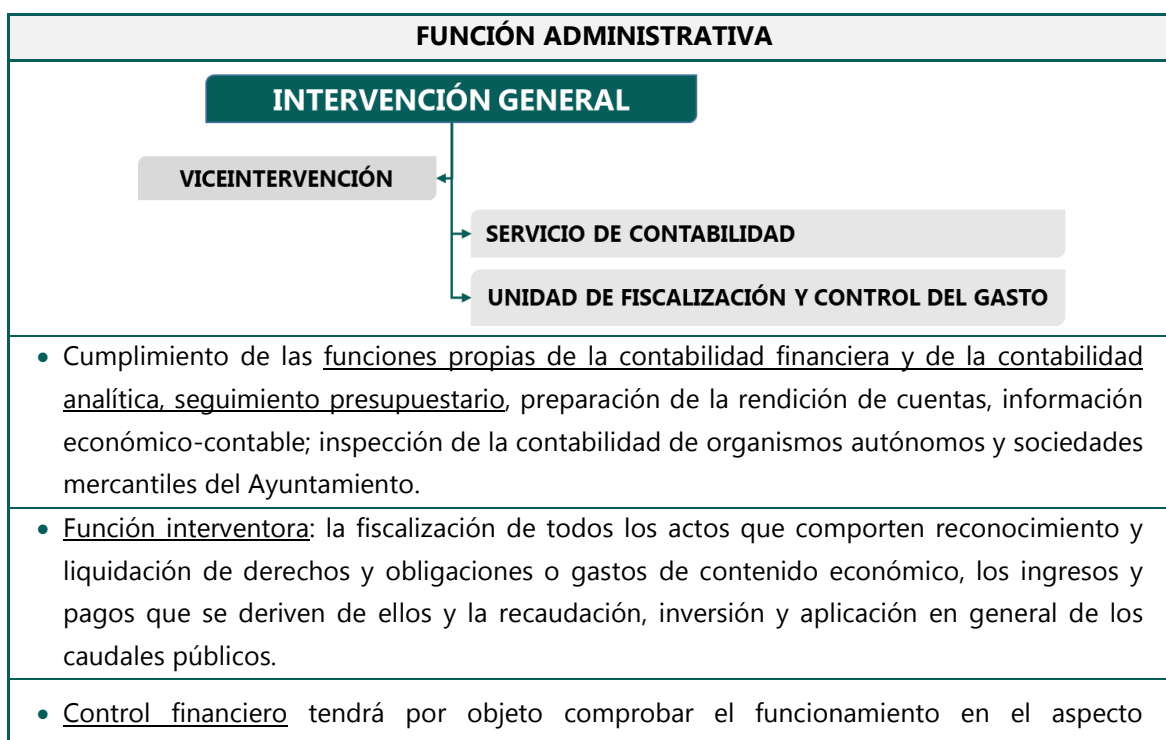 FUNCIÓN ADMINISTRATIVA
INTERVENCIÓN GENERAL
VICEINTERVENCIÓN
SERVICIO DE CONTABILIDAD
UNIDAD DE FISCALIZACIÓN Y CONTROL DEL GASTO
• Cumplimiento de las funciones propias de la contabilidad financiera y de la contabilidad
analítica, seguimiento presupuestario, preparación de la rendición de cuentas, información
económico-contable; inspección de la contabilidad de organismos autónomos y sociedades
mercantiles del Ayuntamiento.
• Función interventora: la fiscalización de todos los actos que comporten reconocimiento y
liquidación de derechos y obligaciones o gastos de contenido económico, los ingresos y
pagos que se deriven de ellos y la recaudación, inversión y aplicación en general de los
caudales públicos.
• Control financiero tendrá por objeto comprobar el funcionamiento en el aspecto